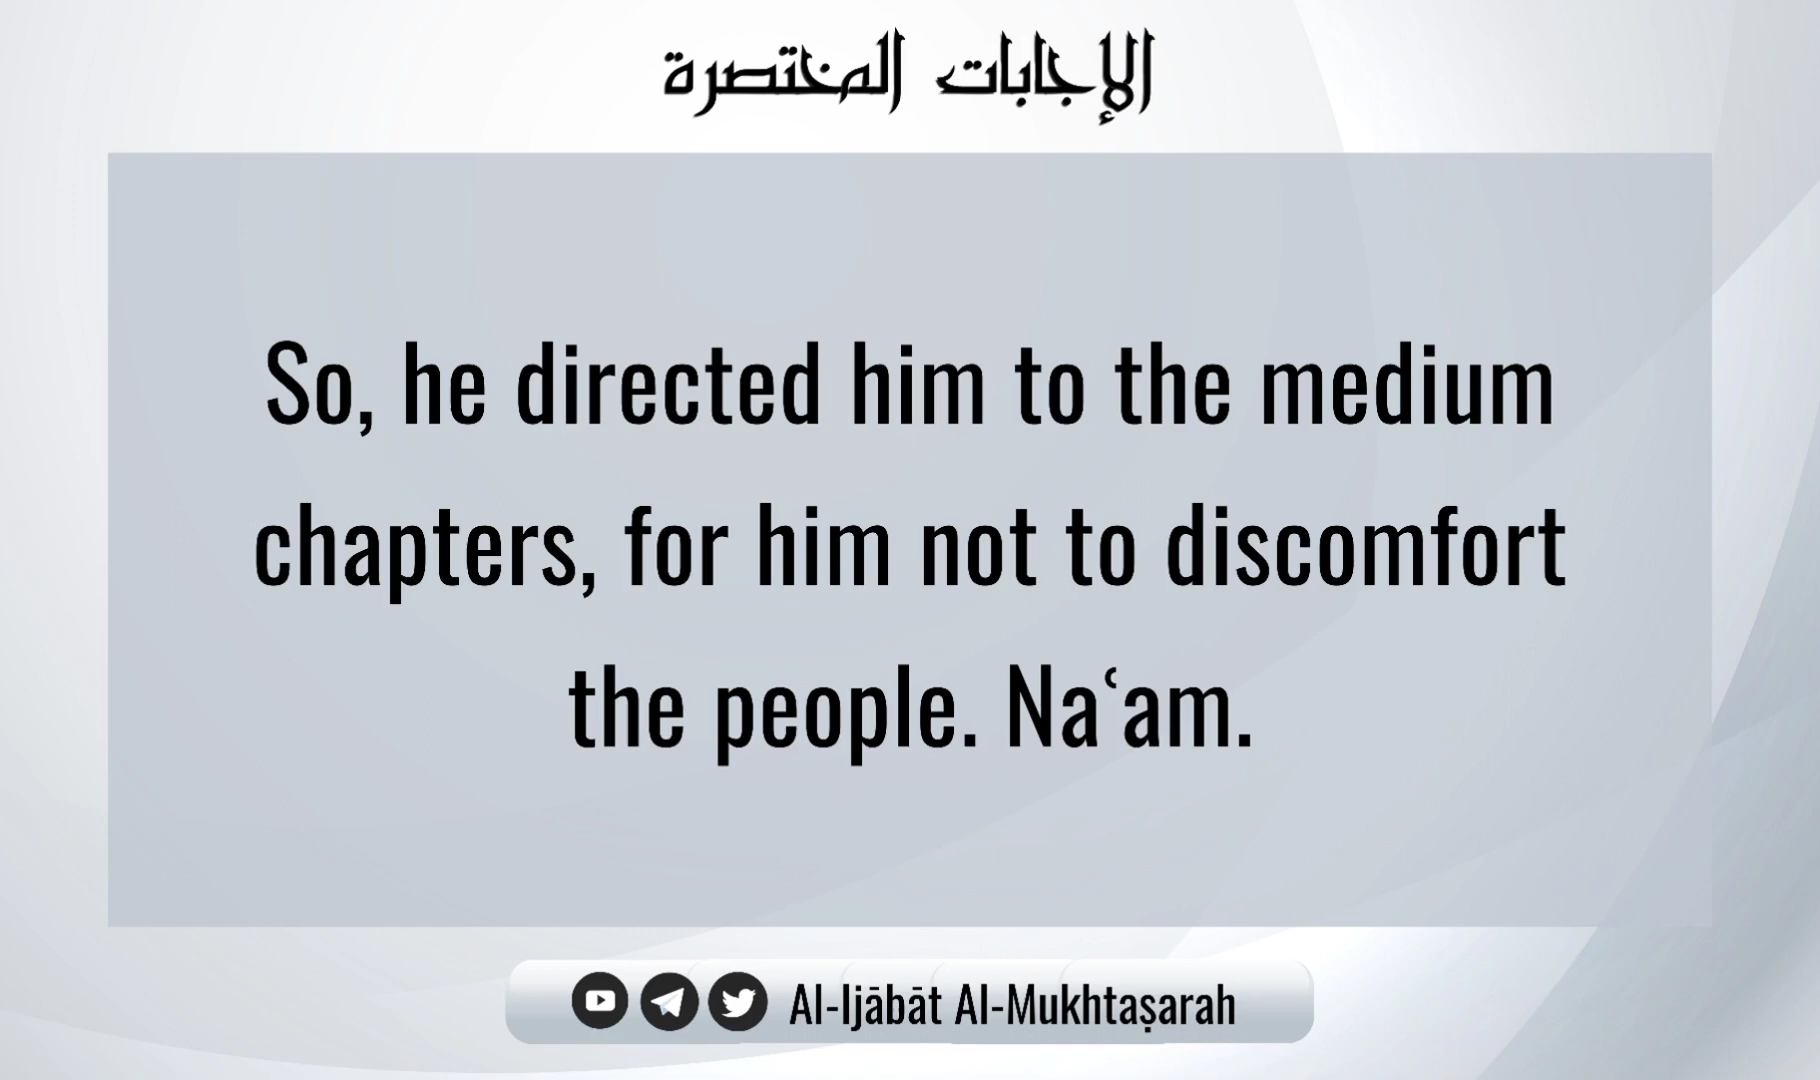 الإجابات المختصرة
So, he directed him to the medium
chapters, for him not to discomfort
the people. Naʿam.
Al-Ijābāt Al-Mukhtaṣarah